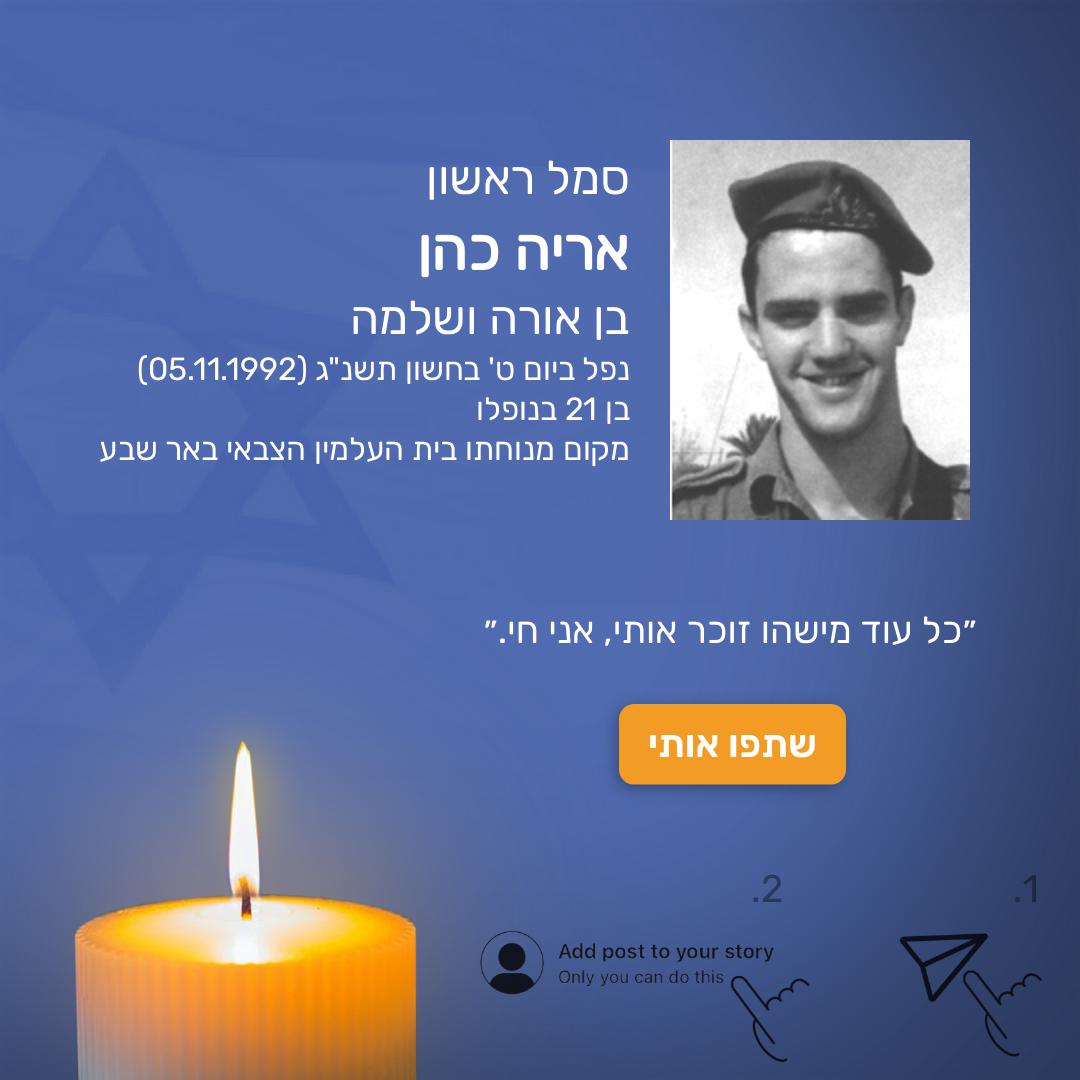 סמל ראשון
אריה כהן
בן אורה ושלמה
נפל ביום ט' בחשוון תשנ"ג (05.11.1992)
בן 21 בנופלו
מקום מנוחתו בית העלמין הצבאי באר שבע
״כל עוד מישהו זוכר אותי, אני חי.״
שתפו אותי
1.
2.
Add post to your story
Only you can do this